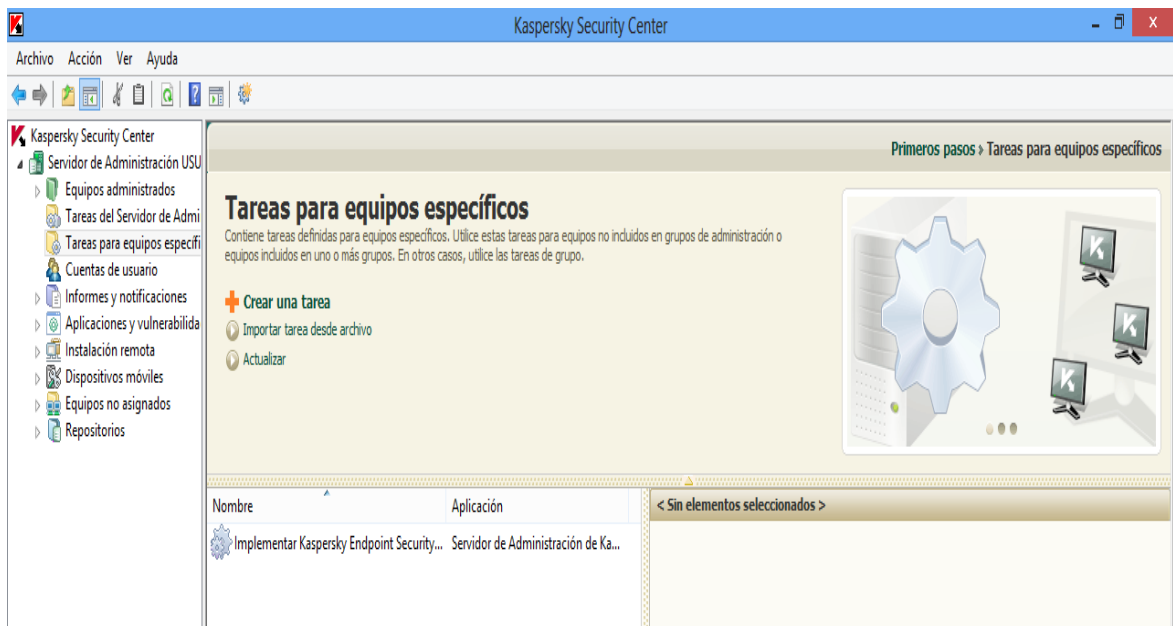 Kaspersky Security Center
Archivo Acción Ver Ayuda
Kaspersky Security Center
Servidor de Administración USU
Equipos administrados
Tareas del Servidor de Admi
Tareas para equipos específi
Cuentas de usuario
Informes y notificaciones
Aplicaciones y vulnerabilida
Instalación remota
Dispositivos móviles
Equipos no asignados
Repositorios
Primeros pasos » Tareas para equipos específicos
Tareas para equipos específicos
Contiene tareas definidas para equipos específicos. Utilice estas tareas para equipos no incluidos en grupos de administración o
equipos incluidos en uno o más grupos. En otros casos, utilice las tareas de grupo.
Crear una tarea
Importar tarea desde archivo
Actualizar
Nombre Aplicación
Implementar Kaspersky Endpoint Security... Servidor de Administración de Ka...
< Sin elementos seleccionados >